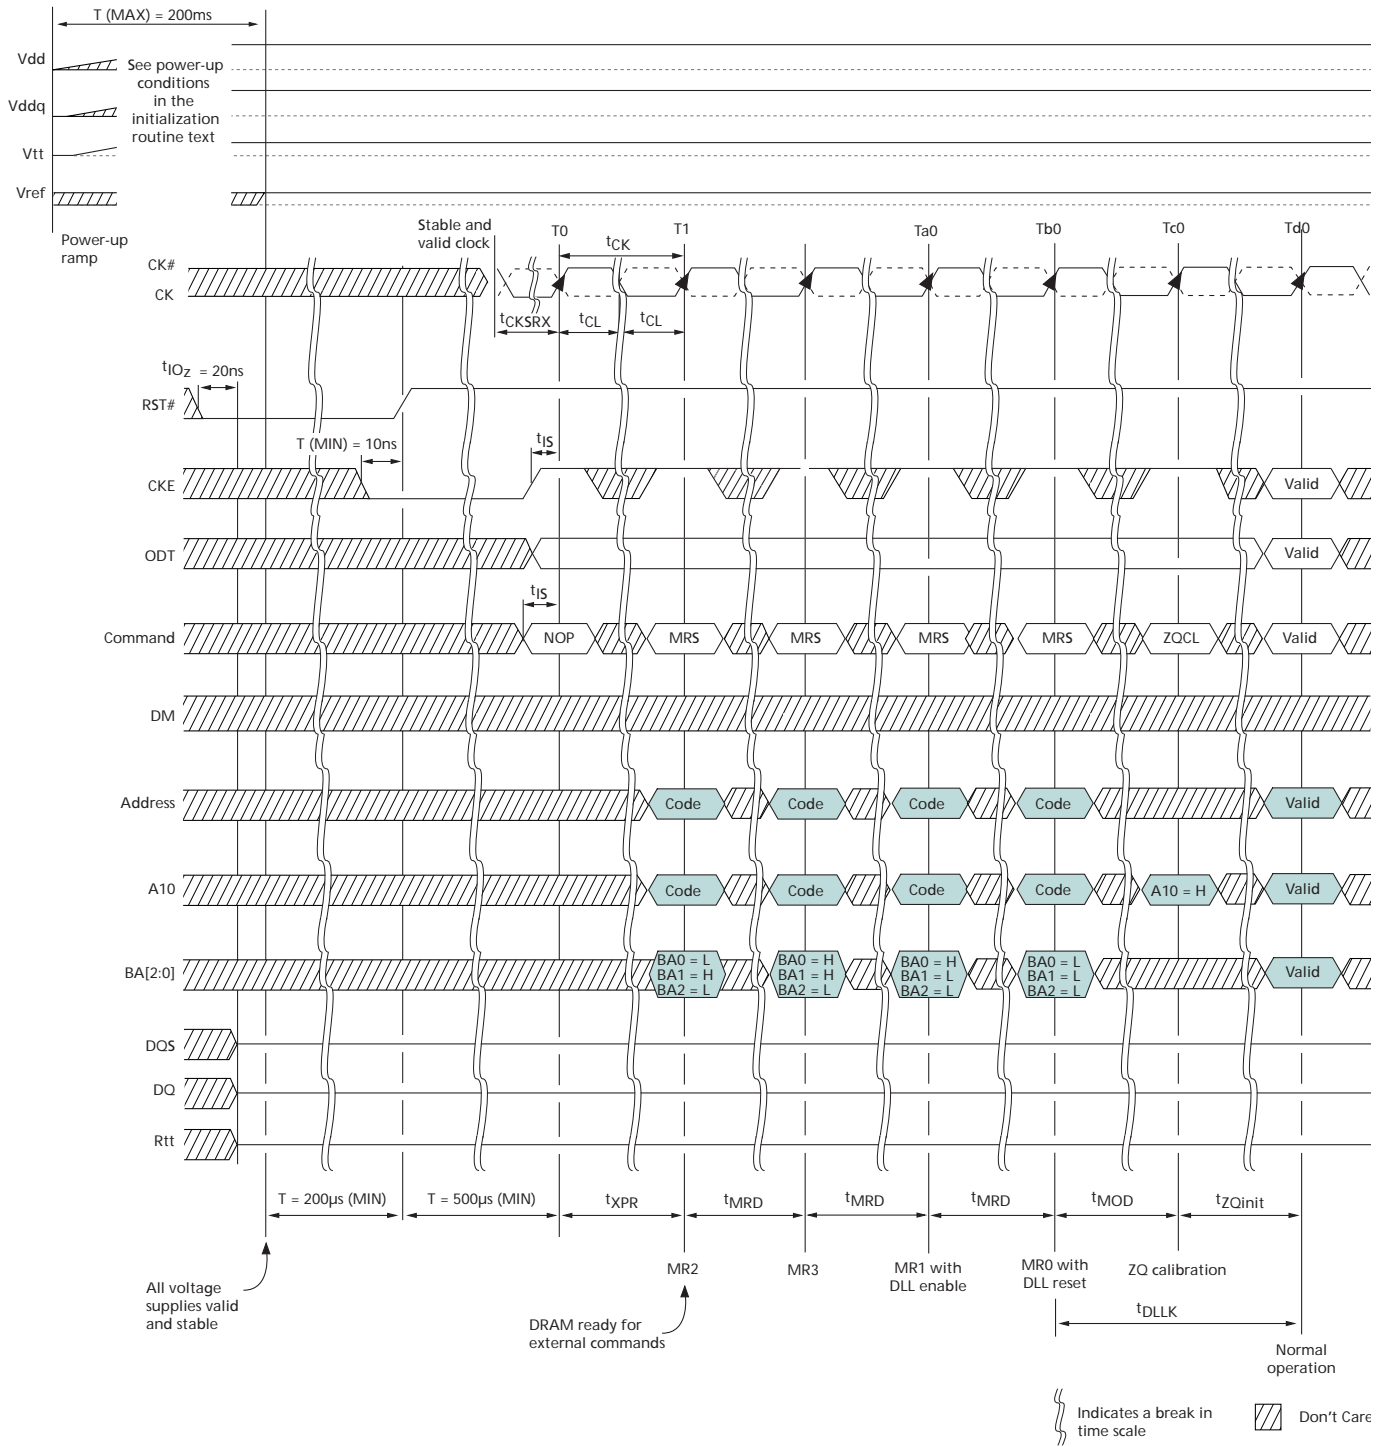 T (MAX) = 200ms
Vdd
See power-up
conditions
in the
initialization
routine text
Vddq
Vtt
Vref
Power-up
ramp
Stable and
valid clock
T0
tCK
T1
Ta0
Tb0
Tc0
Td0
CK#
CK
tCKSRX
tCL
tCL
tIOZ = 20ns
RST#
T (MIN) = 10ns
tIS
CKE
Valid
ODT
Valid
tIS
Command
NOP
MRS
MRS
MRS
MRS
ZQCL
Valid
DM
Address
Code
Code
Code
Code
Valid
A10
Code
Code
Code
Code
A10 = H
Valid
BA[2:0]
BA0 = L
BA1 = H
BA2 = L
BA0 = H
BA1 = H
BA2 = L
BA0 = H
BA1 = L
BA2 = L
BA0 = L
BA1 = L
BA2 = L
Valid
DQS
DQ
Rtt
T = 200µs (MIN)
T = 500µs (MIN)
tXPR
tMRD
tMRD
tMRD
tMOD
tZQinit
All voltage
supplies valid
and stable
MR2
MR3
MR1 with
DLL enable
MR0 with
DLL reset
ZQ calibration
DRAM ready for
external commands
tDLLK
Normal
operation
Indicates a break in
time scale
Don't Care